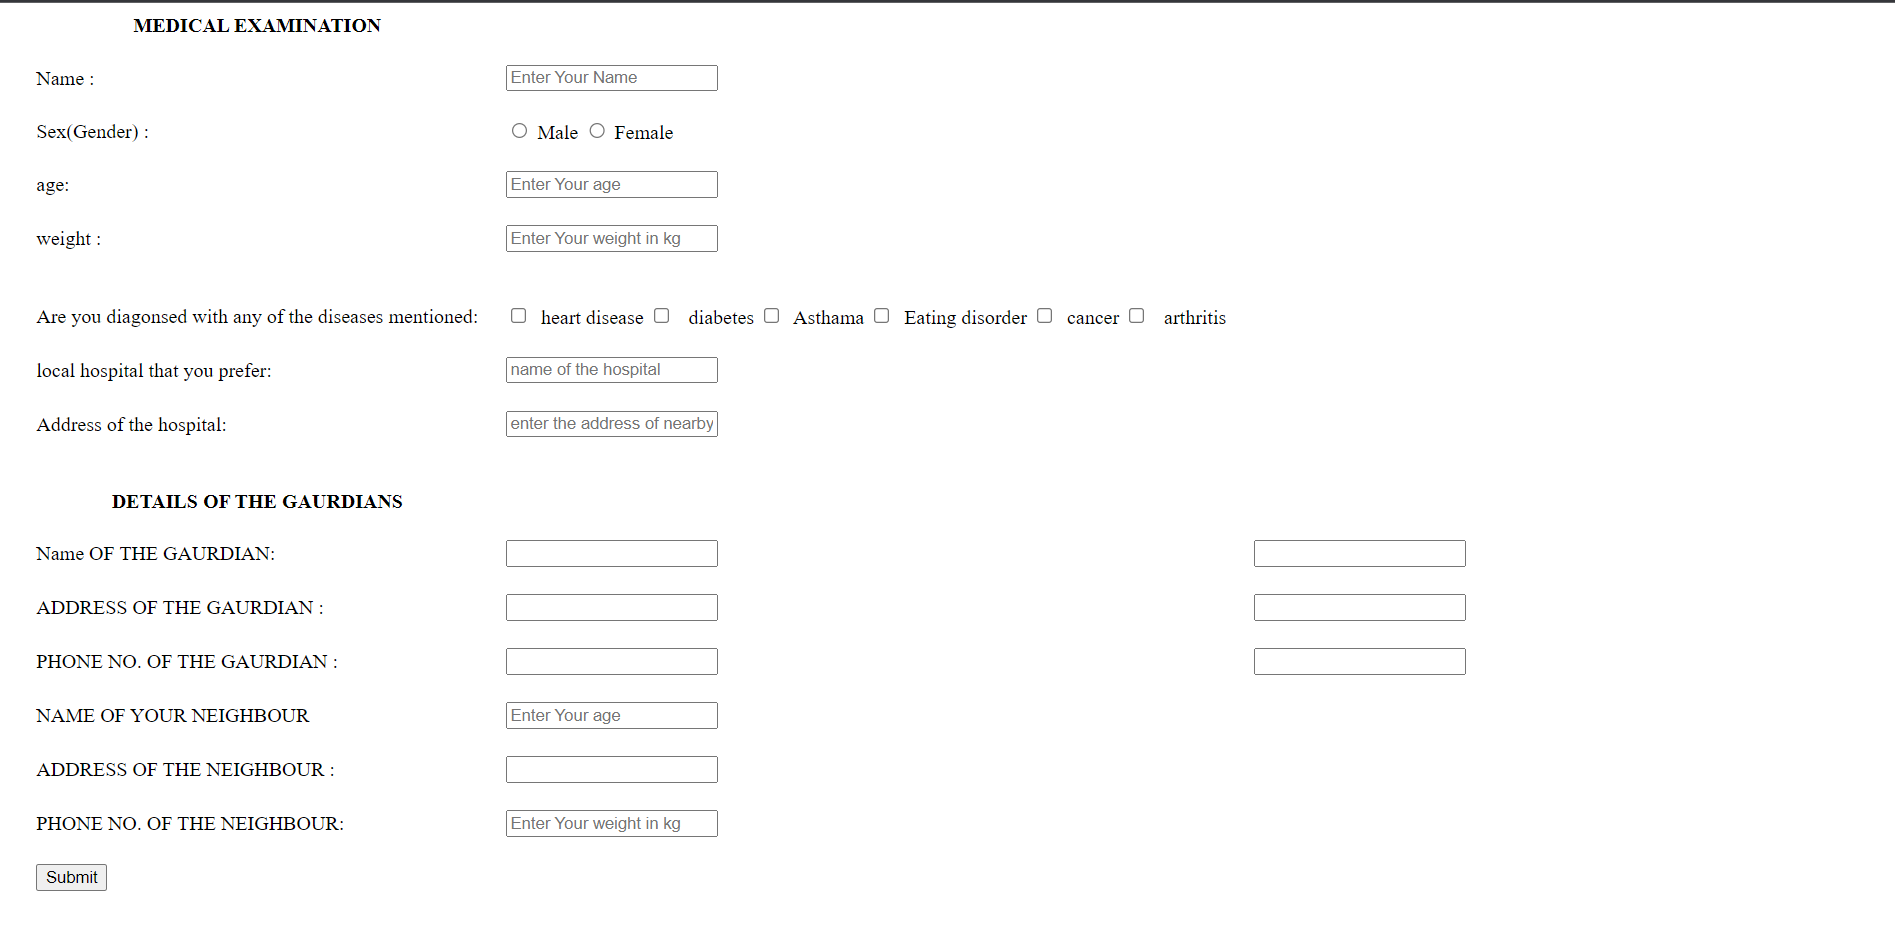 MEDICAL EXAMINATION
Name : Enter Your Name
Sex(Gender) : Male Female
age: Enter Your age
weight : Enter Your weight in kg
Are you diagonsed with any of the diseases mentioned: heart disease diabetes Asthama Eating disorder cancer arthritis
local hospital that you prefer: name of the hospital
Address of the hospital: enter the address of nearby
DETAILS OF THE GAURDIANS
Name OF THE GAURDIAN:
ADDRESS OF THE GAURDIAN :
PHONE NO. OF THE GAURDIAN :
NAME OF YOUR NEIGHBOUR Enter Your age
ADDRESS OF THE NEIGHBOUR :
PHONE NO. OF THE NEIGHBOUR: Enter Your weight in kg
Submit